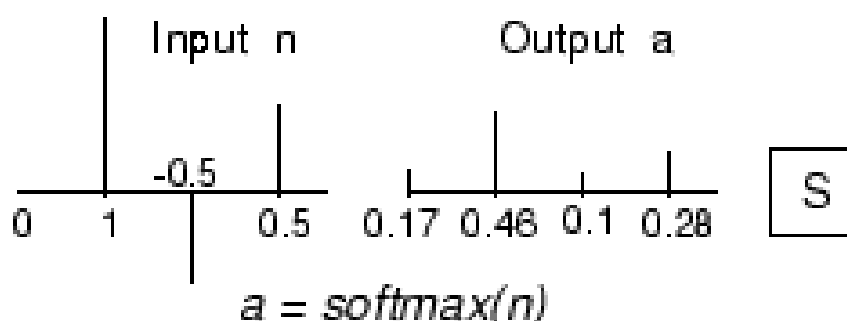 Input n
Output a
-0.5
0 1 0.5
0.17 0.46 0.1 0.28
S
a = softmax(n)